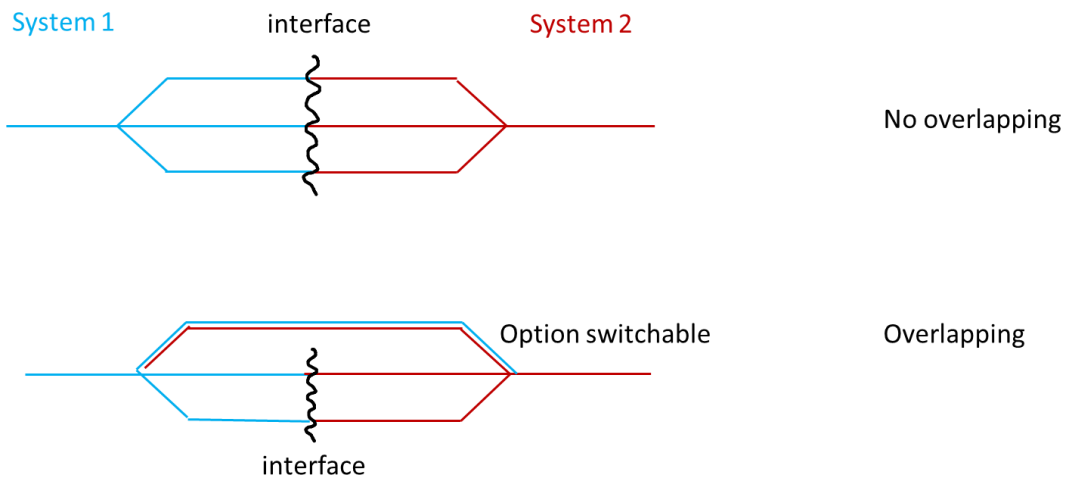 System 1
interface
System 2
No overlapping
Option switchable
Overlapping
interface